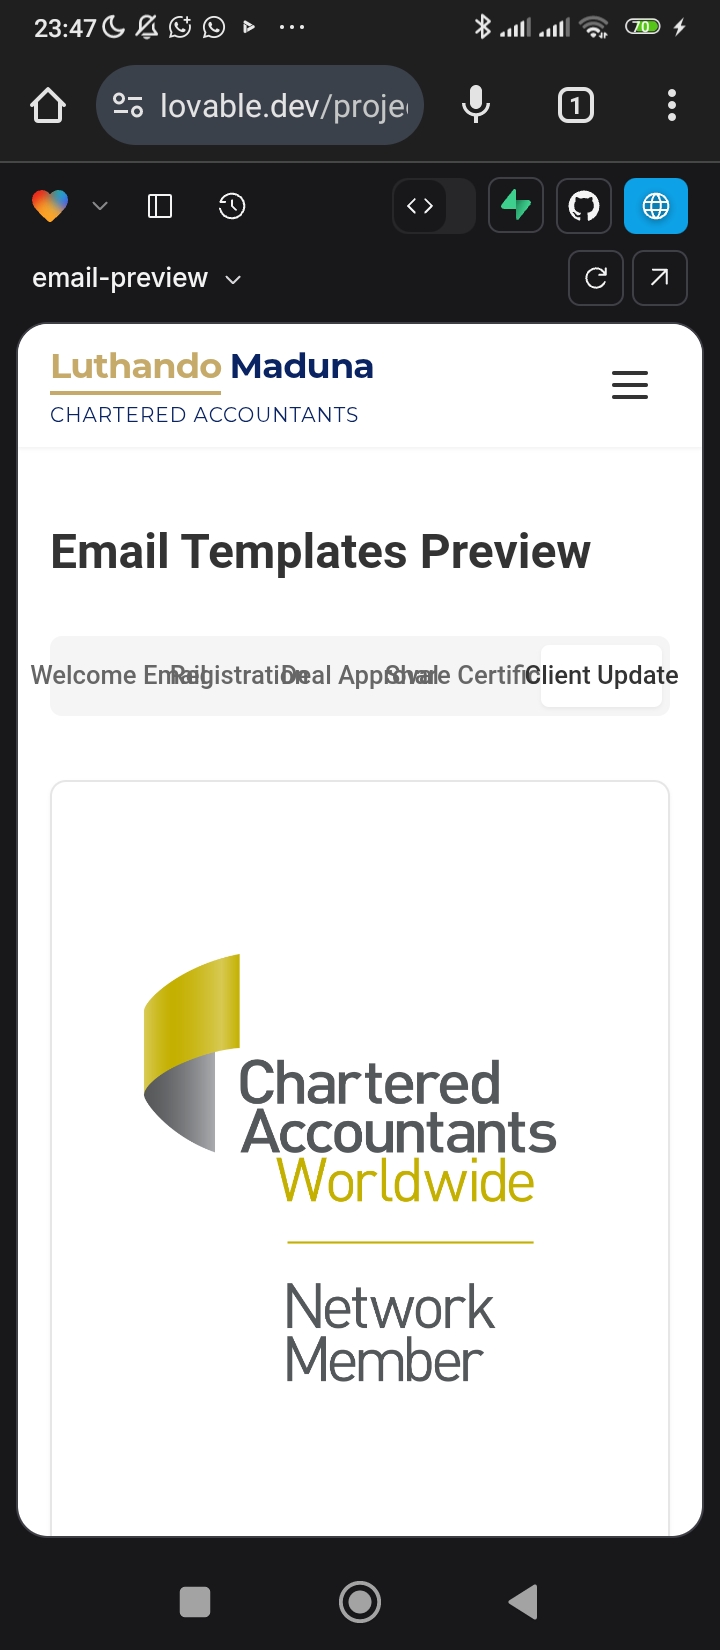 23:47
70
lovable.dev/proje
1
email-preview
Luthando Maduna
CHARTERED ACCOUNTANTS
Email Templates Preview
Welcome Email Registration Deal Approval Share Certific Client Update
Chartered
Accountants
Worldwide
Network
Member